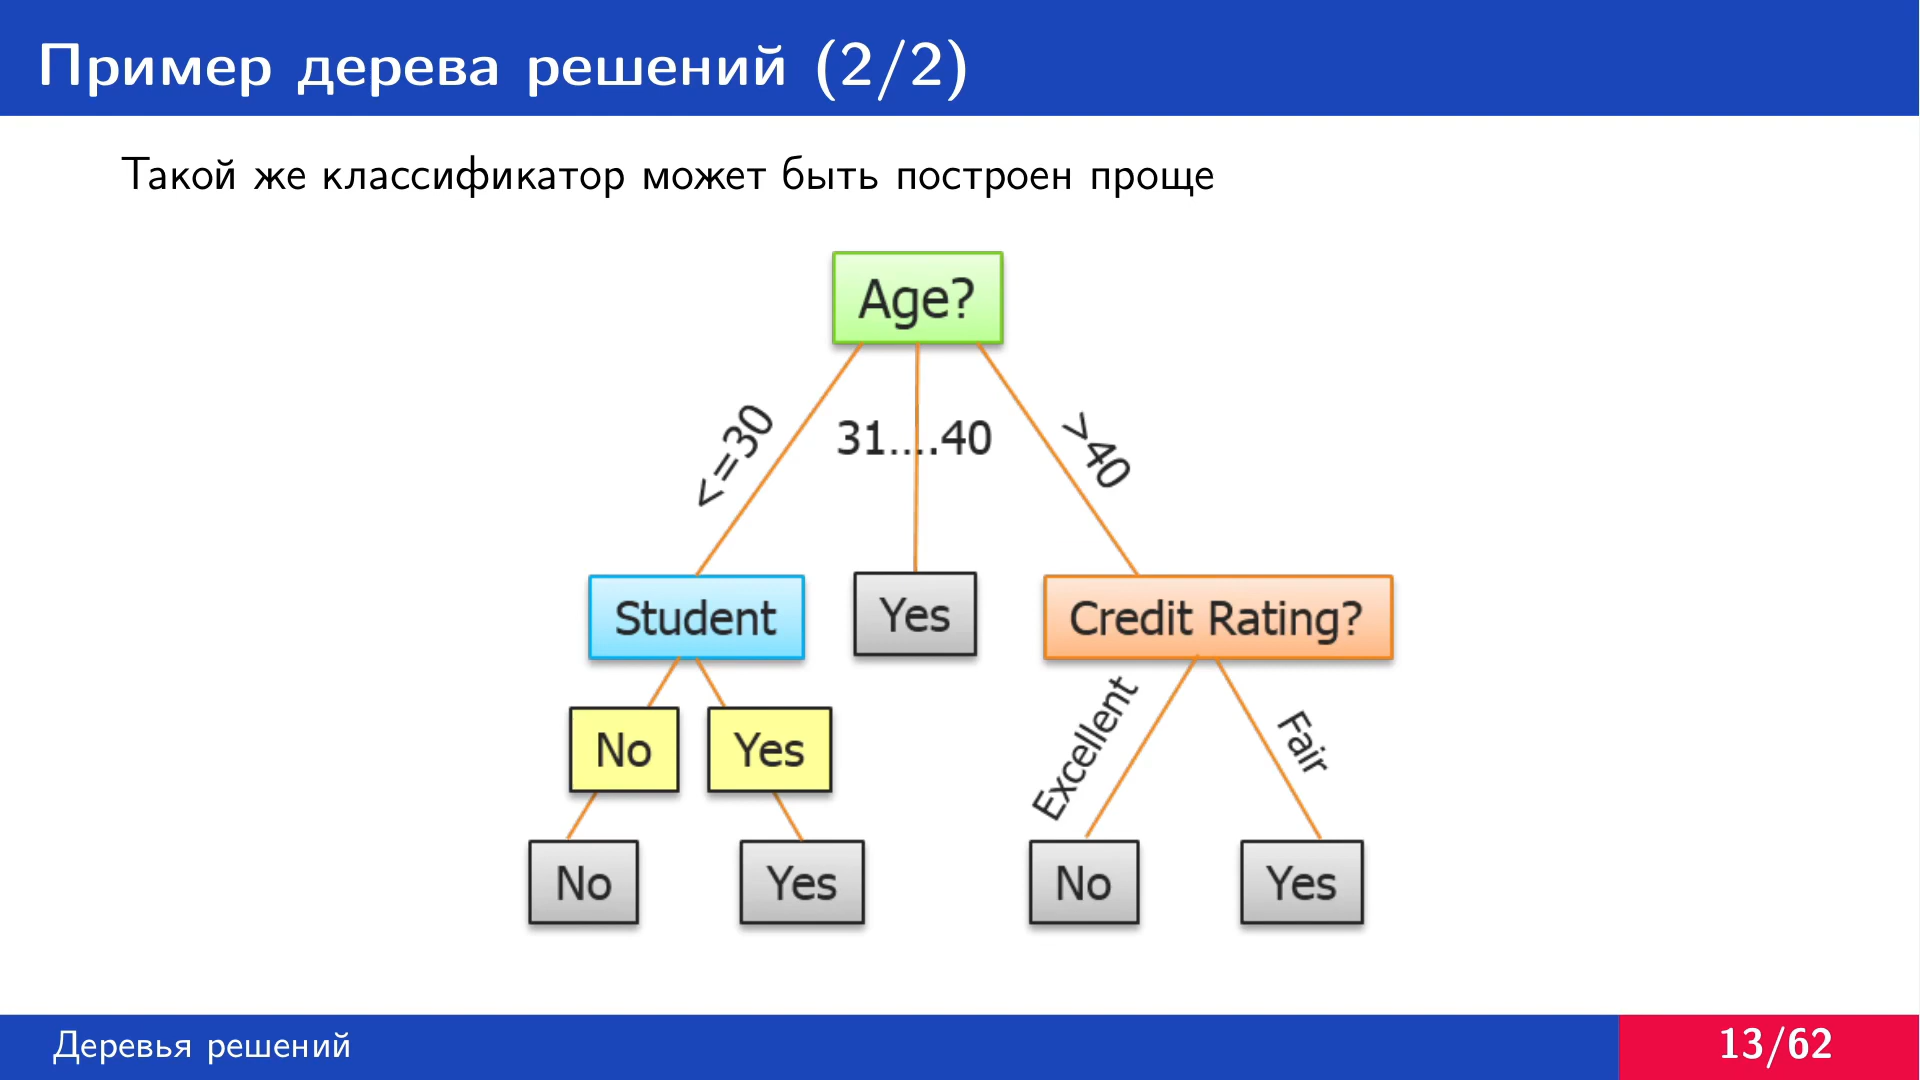 Пример дерева решений (2/2)
Такой же классификатор может быть построен проще
Age?
<=30
31....40
>40
Student
Yes
Credit Rating?
No
Yes
Excellent
Fair
No
Yes
No
Yes
Деревья решений
13/62